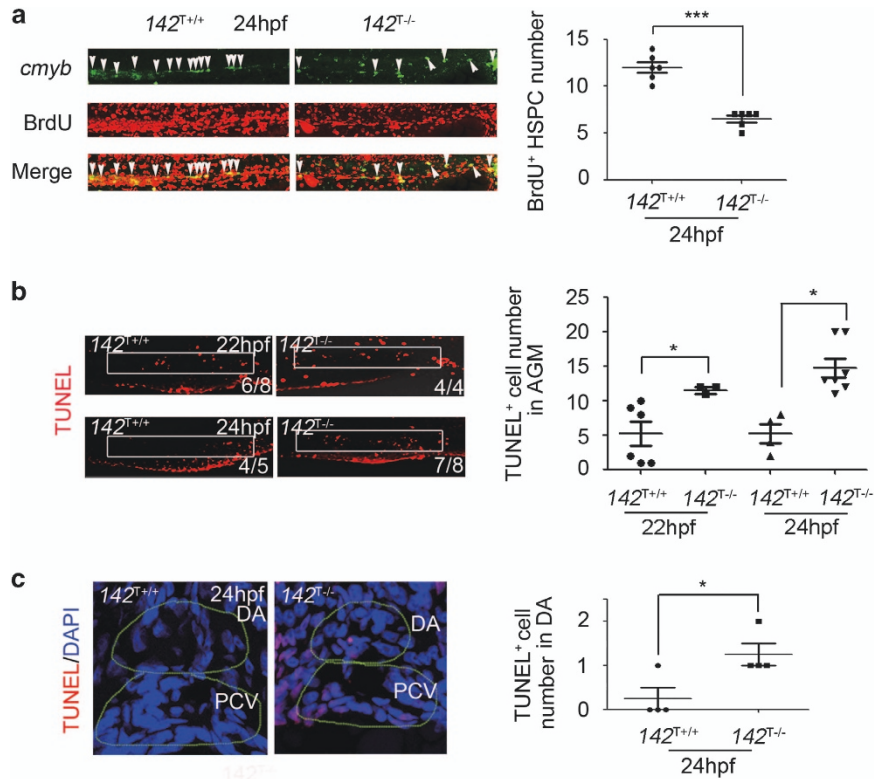 a
142T+/+ 24hpf 142T-/-
cmyb
BrdU
Merge
BrdU+ HSPC number
15
10
5
0
***
142T+/+ 142T-/-
24hpf
b
TUNEL
142T+/+ 22hpf
6/8
142T-/-
4/4
142T+/+ 24hpf
4/5
142T-/-
7/8
TUNEL+ cell number
in AGM
25
20
15
10
5
0
*
*
142T+/+ 142T-/- 142T+/+ 142T-/-
22hpf 24hpf
c
TUNEL/DAPI
142T+/+ 24hpf
DA
PCV
142T-/-
DA
PCV
TUNEL+ cell
number in DA
2
1
0
*
142T+/+ 142T-/-
24hpf